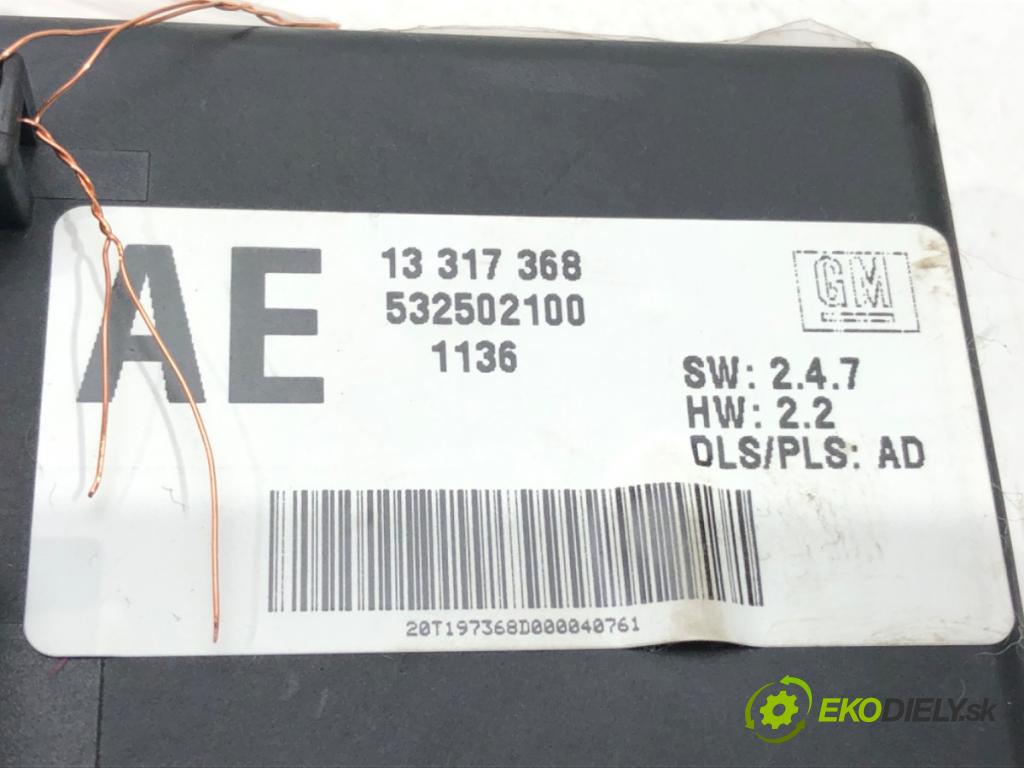 AE
13 317 368
532502100
1136
GM
SW: 2.4.7
HW: 2.2
DLS/PLS: AD
20T197368D000040761
EKODIELY.sk